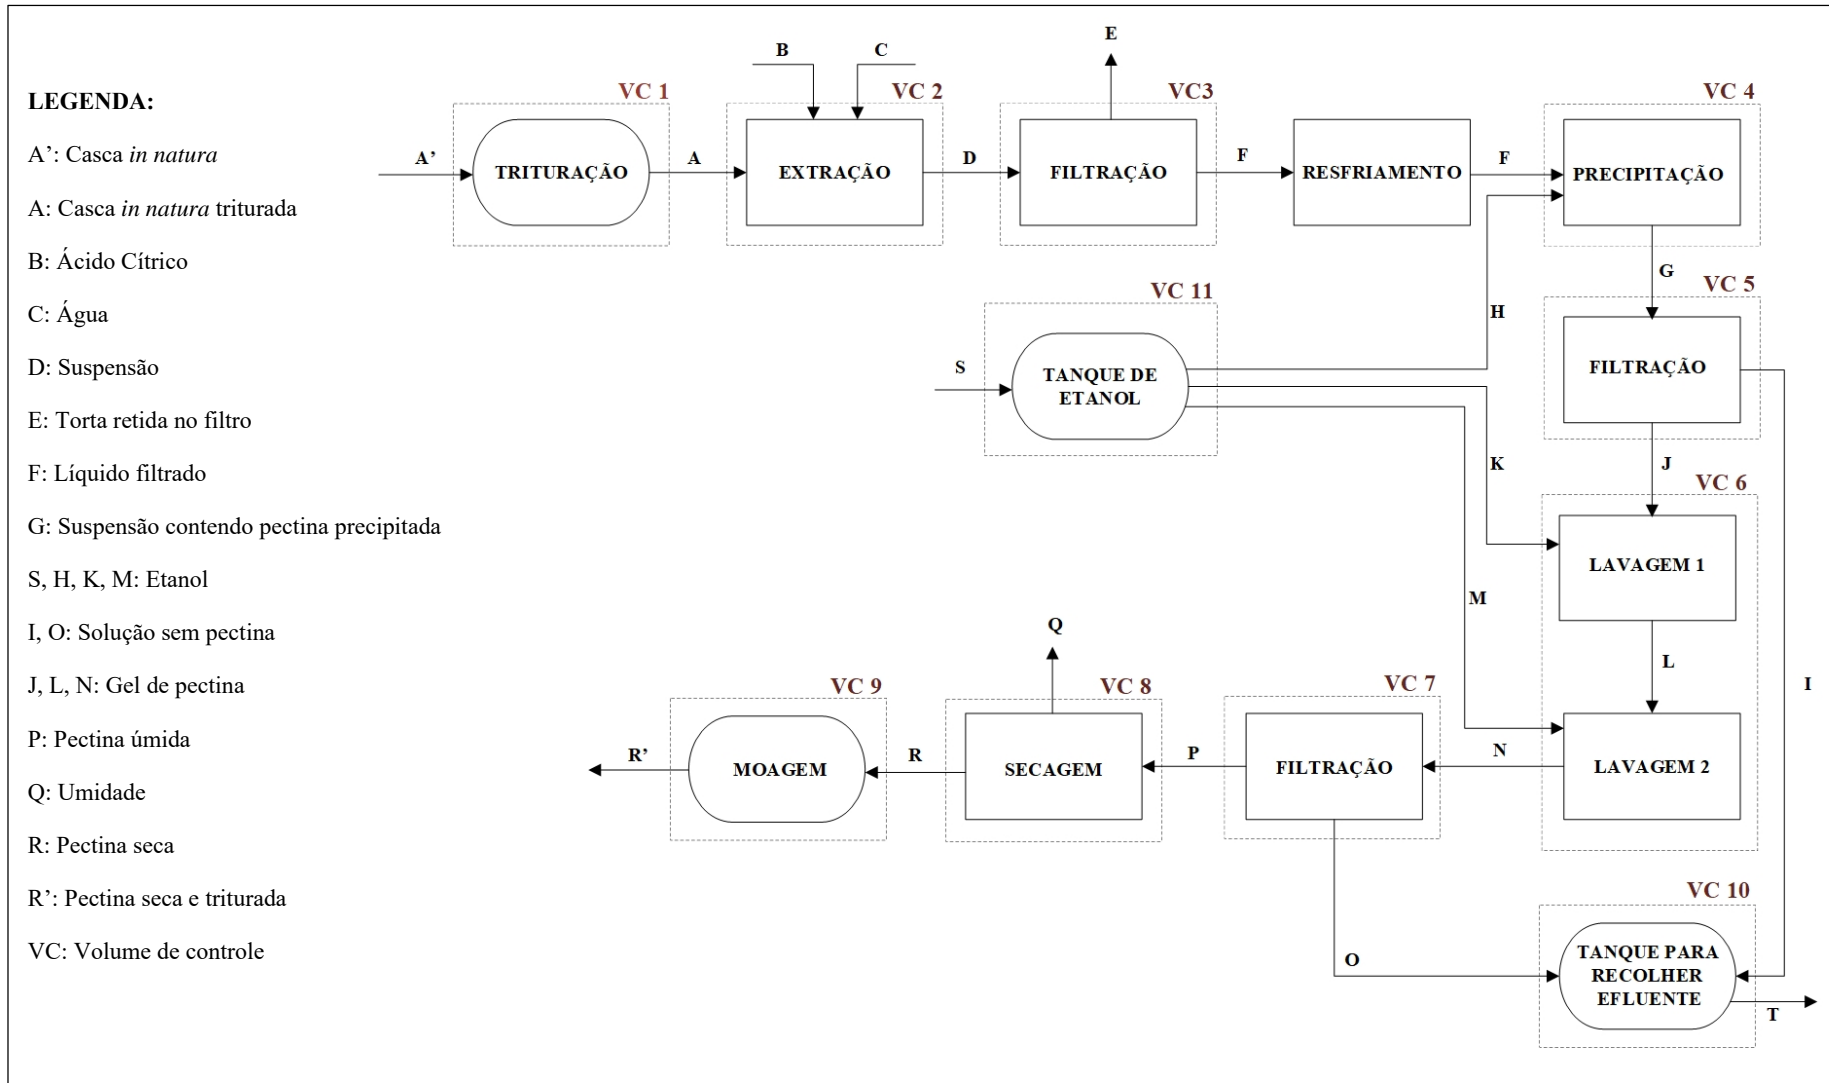 LEGENDA:
A’: Casca in natura
A: Casca in natura triturada
B: Ácido Cítrico
C: Água
D: Suspensão
E: Torta retida no filtro
F: Líquido filtrado
G: Suspensão contendo pectina precipitada
S, H, K, M: Etanol
I, O: Solução sem pectina
J, L, N: Gel de pectina
P: Pectina úmida
Q: Umidade
R: Pectina seca
R’: Pectina seca e triturada
VC: Volume de controle
A’
VC 1
TRITURAÇÃO
A
B
C
VC 2
EXTRAÇÃO
D
E
VC3
FILTRAÇÃO
F
RESFRIAMENTO
F
VC 4
PRECIPITAÇÃO
G
VC 5
FILTRAÇÃO
S
VC 11
TANQUE DE
ETANOL
H
K
M
J
I
VC 6
LAVAGEM 1
L
LAVAGEM 2
N
VC 7
FILTRAÇÃO
P
Q
VC 8
SECAGEM
R
VC 9
MOAGEM
R’
O
VC 10
TANQUE PARA
RECOLHER
EFLUENTE
T